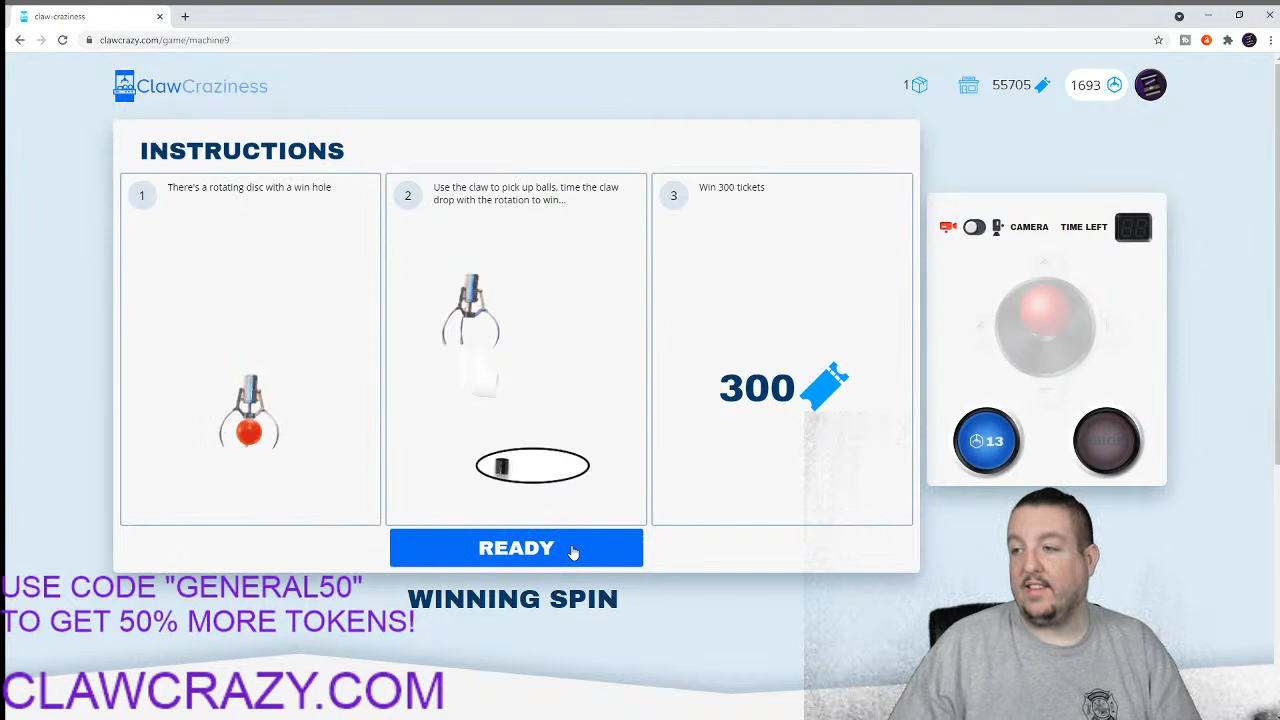 claw-craziness
clawcrazy.com/game/machine9
ClawCraziness
1
55705
1693
INSTRUCTIONS
1
There's a rotating disc with a win hole
2
Use the claw to pick up balls, time the claw
drop with the rotation to win...
3
Win 300 tickets
300
CAMERA
TIME LEFT
88
13
DROP
READY
WINNING SPIN
USE CODE "GENERAL50"
TO GET 50% MORE TOKENS!
CLAWCRAZY.COM